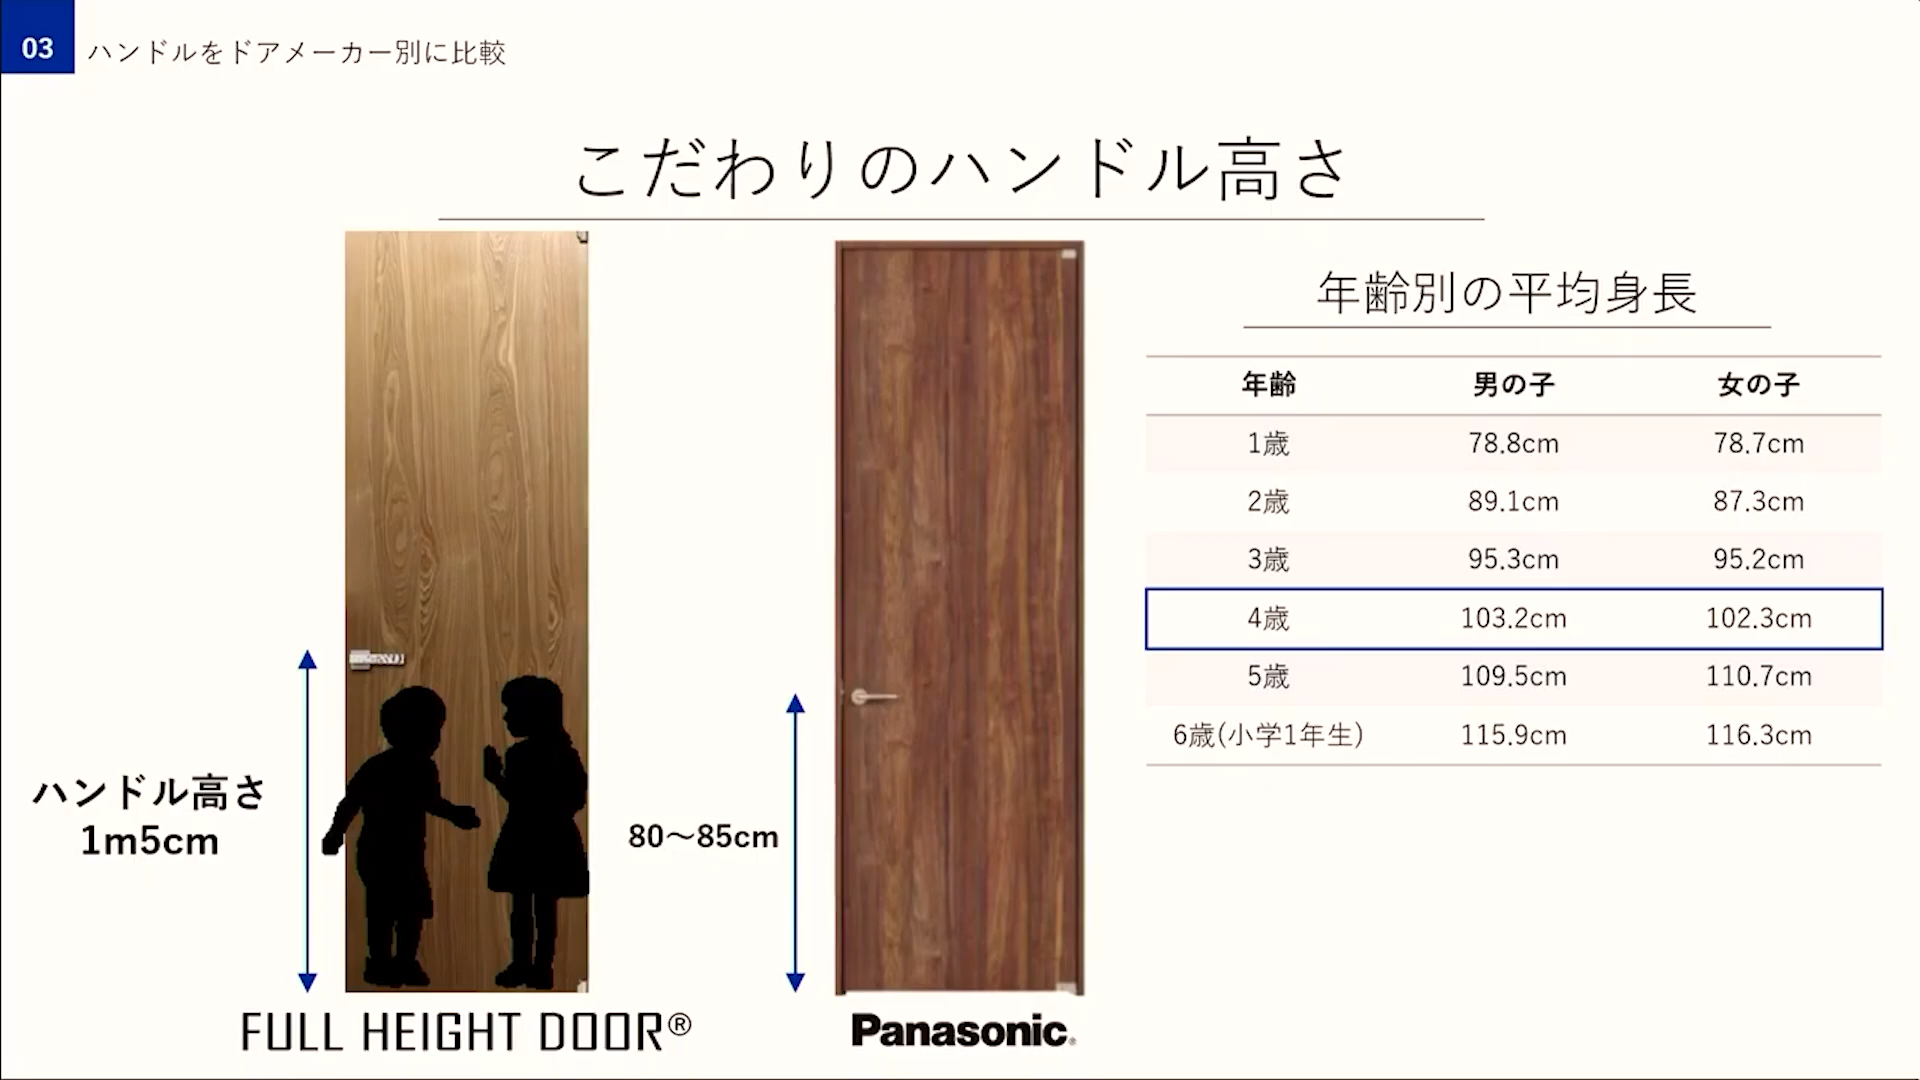 03
ハンドルをドアメーカー別に比較
こだわりのハンドル高さ
ハンドル高さ
1m5cm
FULL HEIGHT DOOR®
80〜85cm
Panasonic
年齢別の平均身長
年齢 男の子 女の子
1歳 78.8cm 78.7cm
2歳 89.1cm 87.3cm
3歳 95.3cm 95.2cm
4歳 103.2cm 102.3cm
5歳 109.5cm 110.7cm
6歳(小学1年生) 115.9cm 116.3cm